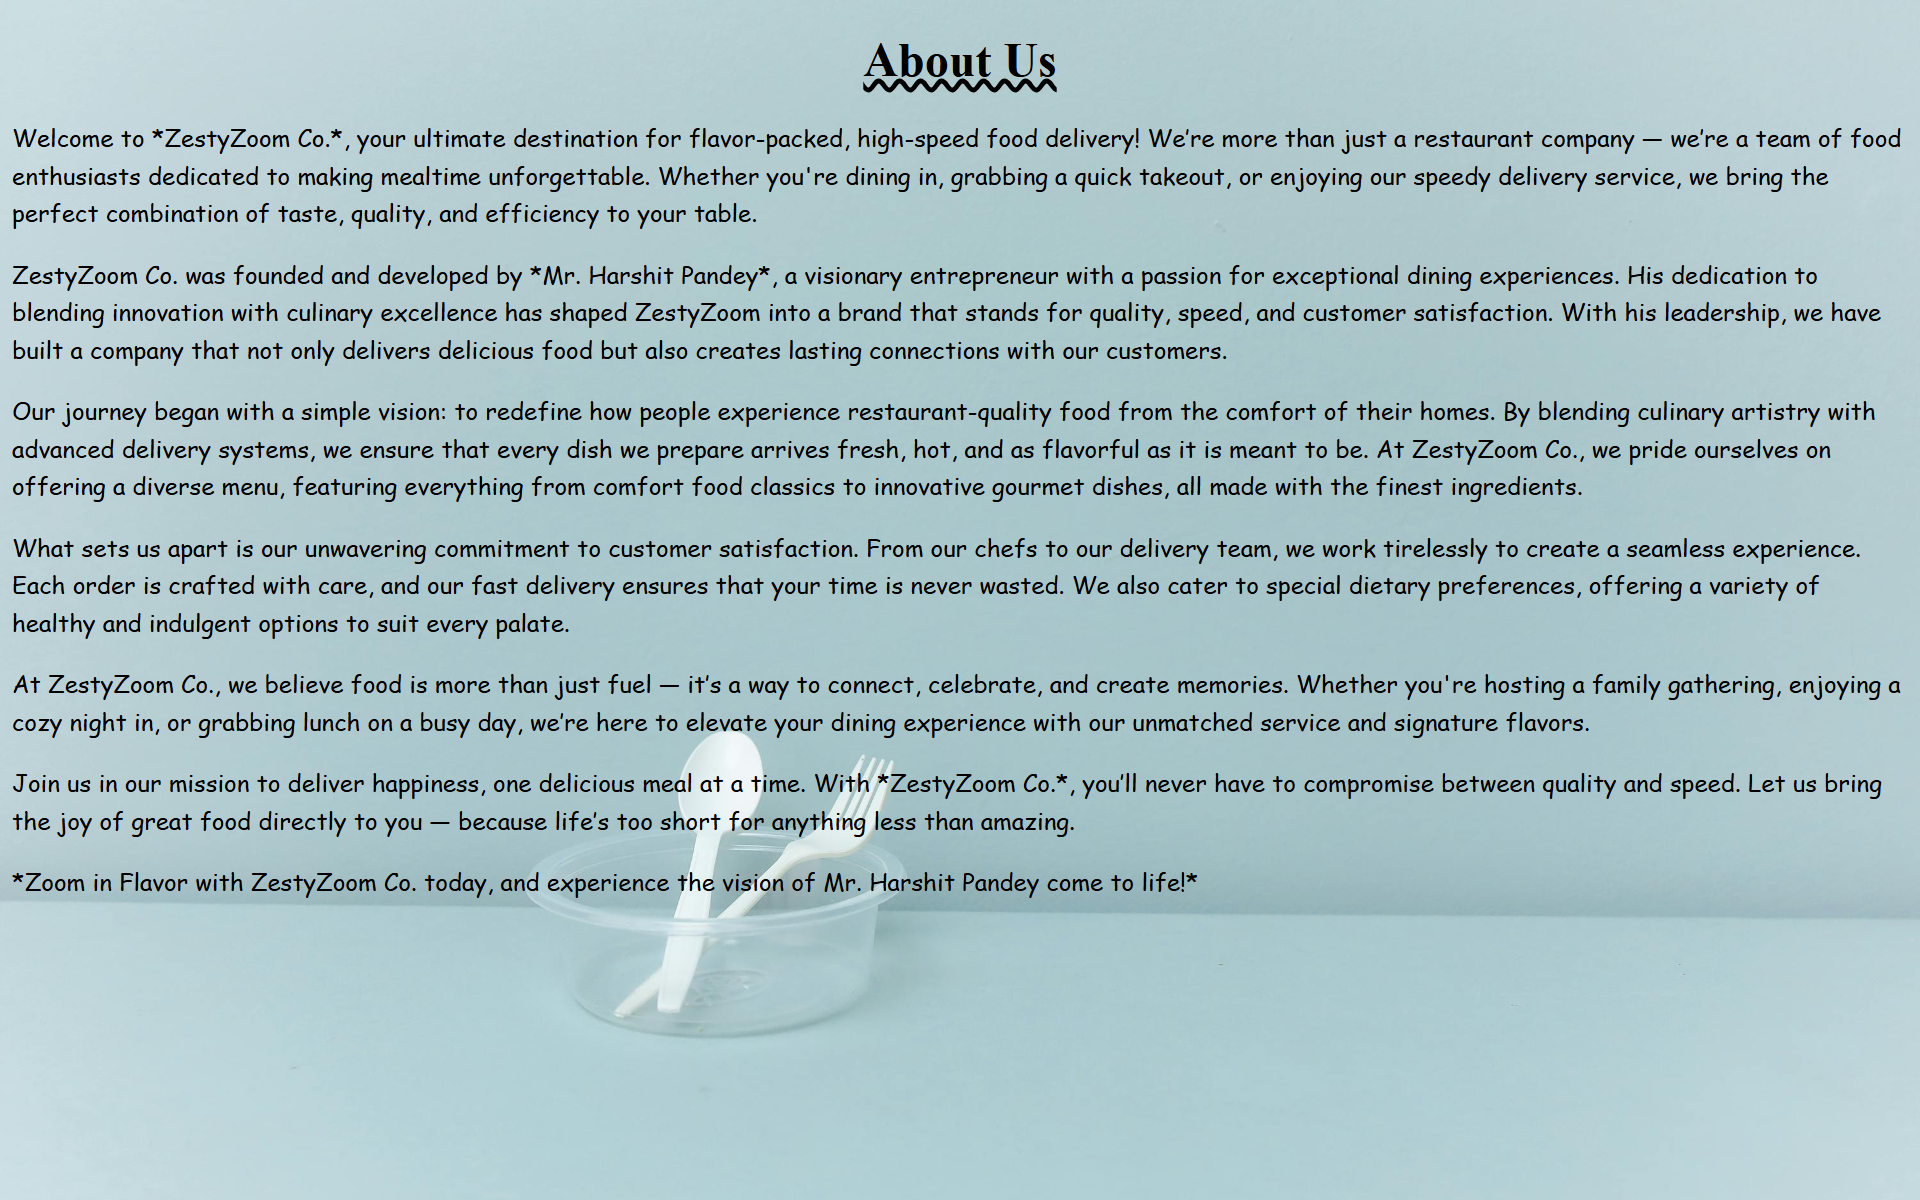 About Us
Welcome to *ZestyZoom Co.*, your ultimate destination for flavor-packed, high-speed food delivery! We’re more than just a restaurant company — we’re a team of food
enthusiasts dedicated to making mealtime unforgettable. Whether you're dining in, grabbing a quick takeout, or enjoying our speedy delivery service, we bring the
perfect combination of taste, quality, and efficiency to your table.
ZestyZoom Co. was founded and developed by *Mr. Harshit Pandey*, a visionary entrepreneur with a passion for exceptional dining experiences. His dedication to
blending innovation with culinary excellence has shaped ZestyZoom into a brand that stands for quality, speed, and customer satisfaction. With his leadership, we have
built a company that not only delivers delicious food but also creates lasting connections with our customers.
Our journey began with a simple vision: to redefine how people experience restaurant-quality food from the comfort of their homes. By blending culinary artistry with
advanced delivery systems, we ensure that every dish we prepare arrives fresh, hot, and as flavorful as it is meant to be. At ZestyZoom Co., we pride ourselves on
offering a diverse menu, featuring everything from comfort food classics to innovative gourmet dishes, all made with the finest ingredients.
What sets us apart is our unwavering commitment to customer satisfaction. From our chefs to our delivery team, we work tirelessly to create a seamless experience.
Each order is crafted with care, and our fast delivery ensures that your time is never wasted. We also cater to special dietary preferences, offering a variety of
healthy and indulgent options to suit every palate.
At ZestyZoom Co., we believe food is more than just fuel — it’s a way to connect, celebrate, and create memories. Whether you're hosting a family gathering, enjoying a
cozy night in, or grabbing lunch on a busy day, we’re here to elevate your dining experience with our unmatched service and signature flavors.
Join us in our mission to deliver happiness, one delicious meal at a time. With *ZestyZoom Co.*, you’ll never have to compromise between quality and speed. Let us bring
the joy of great food directly to you — because life’s too short for anything less than amazing.
*Zoom in Flavor with ZestyZoom Co. today, and experience the vision of Mr. Harshit Pandey come to life!*